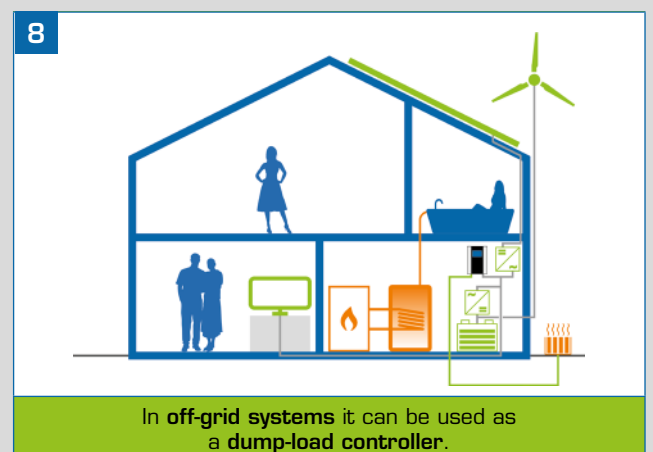 8
In off-grid systems it can be used as
a dump-load controller.